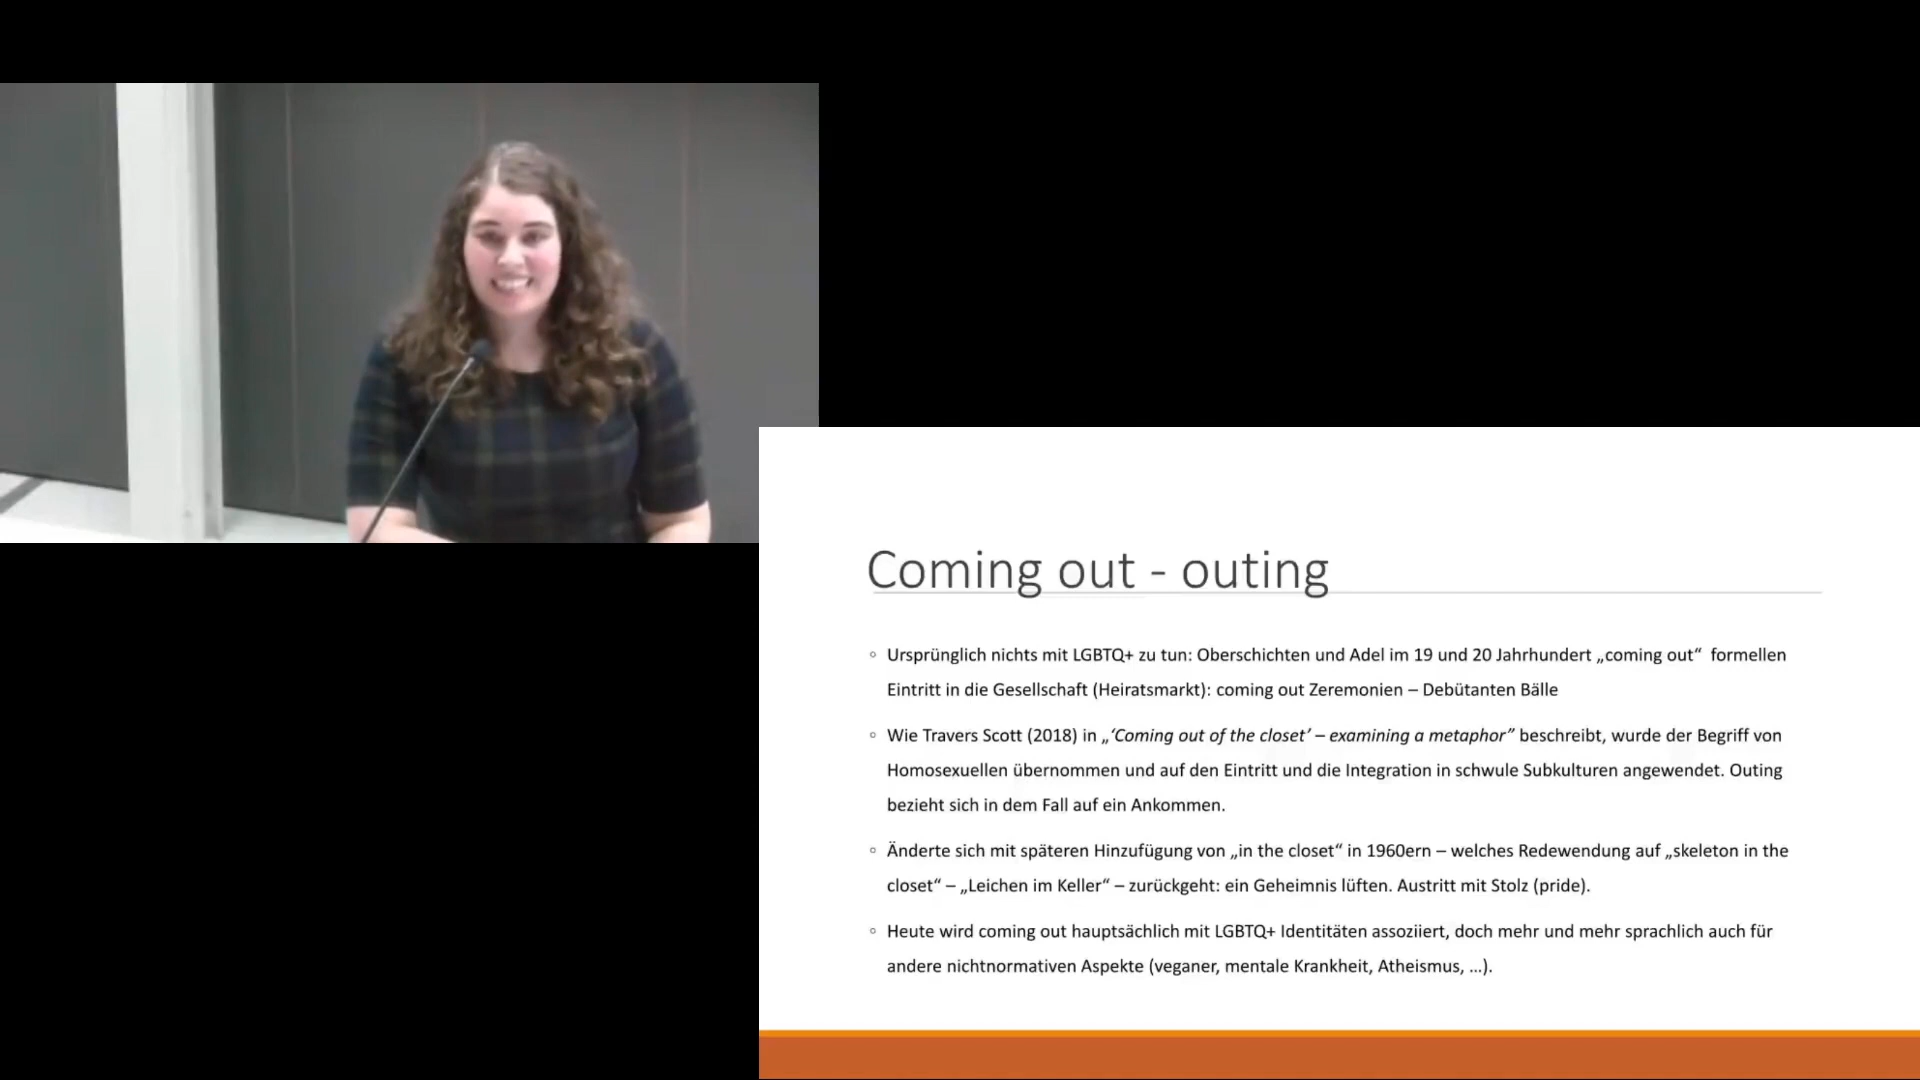 Coming out - outing
◦ Ursprünglich nichts mit LGBTQ+ zu tun: Oberschichten und Adel im 19 und 20 Jahrhundert „coming out“ formellen
Eintritt in die Gesellschaft (Heiratsmarkt): coming out Zeremonien – Debütanten Bälle
◦ Wie Travers Scott (2018) in „‘Coming out of the closet’ – examining a metaphor” beschreibt, wurde der Begriff von
Homosexuellen übernommen und auf den Eintritt und die Integration in schwule Subkulturen angewendet. Outing
bezieht sich in dem Fall auf ein Ankommen.
◦ Änderte sich mit späteren Hinzufügung von „in the closet“ in 1960ern – welches Redewendung auf „skeleton in the
closet“ – „Leichen im Keller“ – zurückgeht: ein Geheimnis lüften. Austritt mit Stolz (pride).
◦ Heute wird coming out hauptsächlich mit LGBTQ+ Identitäten assoziiert, doch mehr und mehr sprachlich auch für
andere nichtnormativen Aspekte (veganer, mentale Krankheit, Atheismus, …).